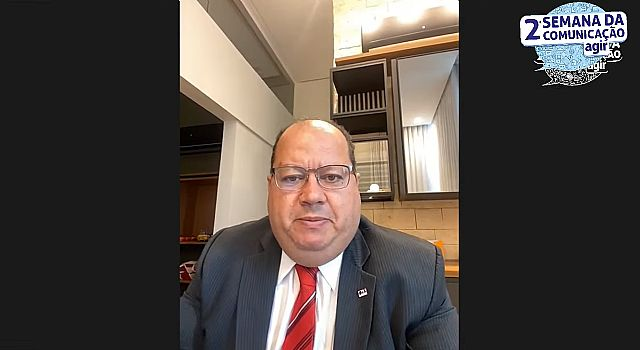 2ª SEMANA DA
COMUNICAÇÃO
agir